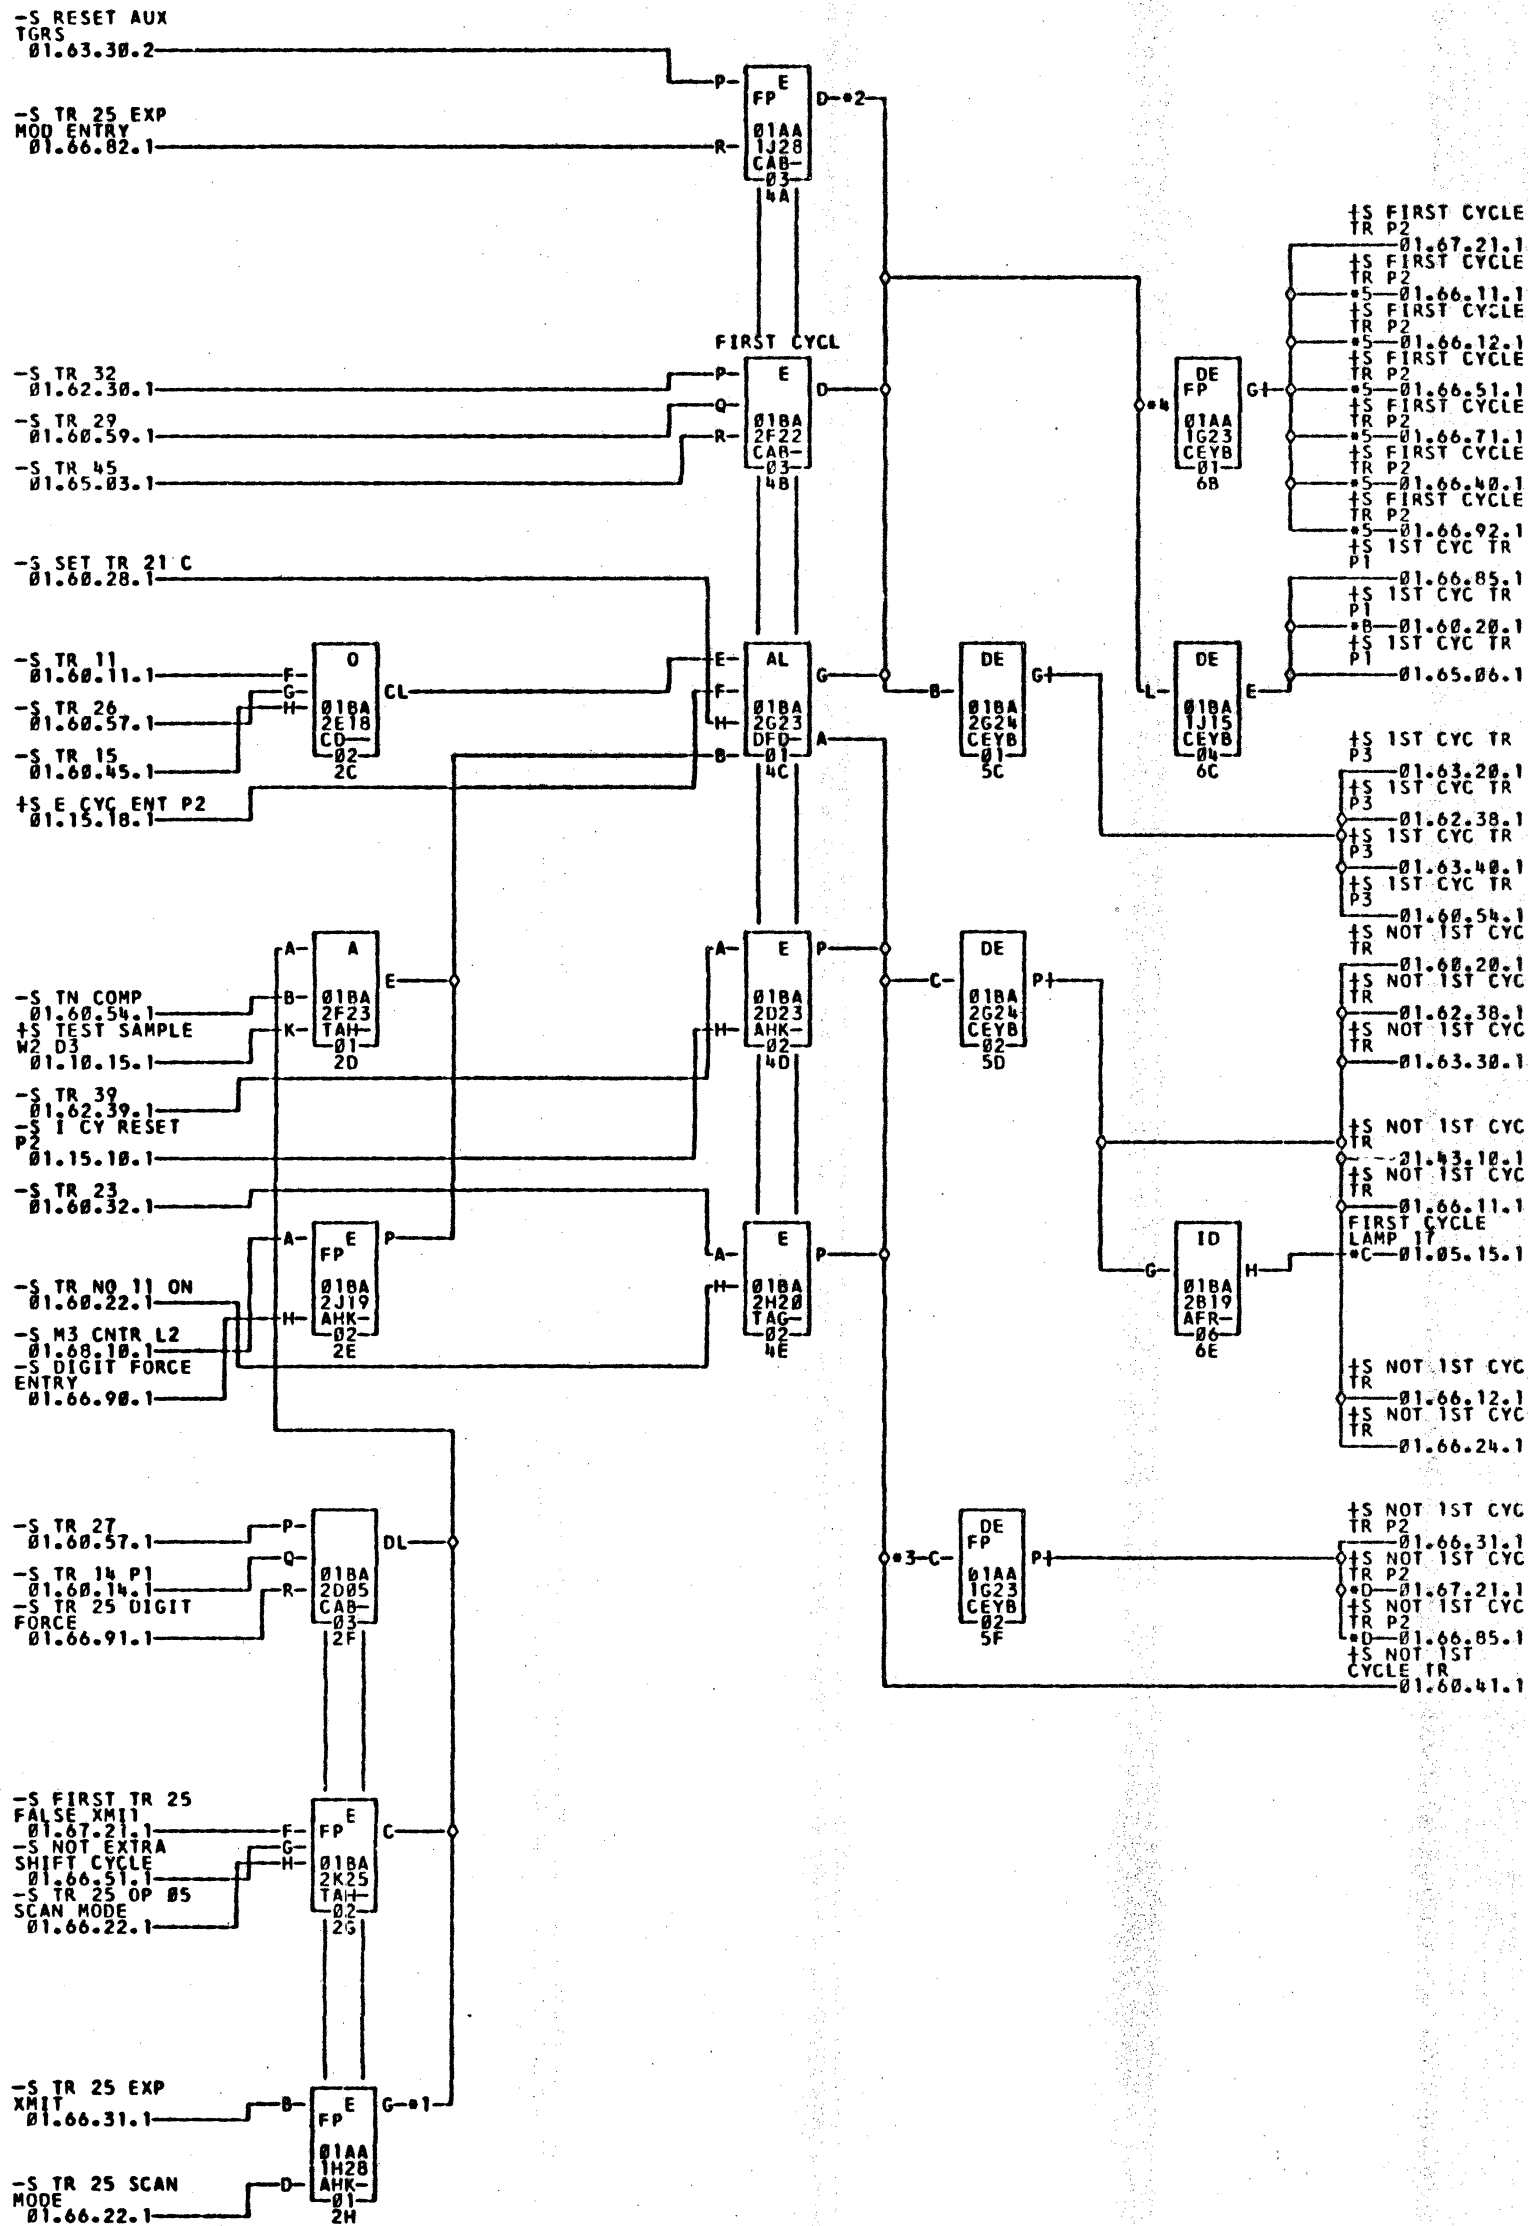 -S RESET AUX
TGRS
01.63.30.2
-S TR 25 EXP
MOD ENTRY
01.66.82.1
P
R
E
FP
01AA
1J28
CAB-
03
4A
D *2
-S TR 32
01.62.30.1
-S TR 29
01.60.59.1
-S TR 45
01.65.03.1
FIRST CYCL
P
Q
R
E
01BA
2F22
CAB-
03
4B
D
*4
DE
FP
01AA
1G23
CEYB
01
6B
G+
+S FIRST CYCLE
TR P2
01.67.21.1
+S FIRST CYCLE
TR P2
*5 01.66.11.1
+S FIRST CYCLE
TR P2
*5 01.66.12.1
+S FIRST CYCLE
TR P2
*5 01.66.51.1
+S FIRST CYCLE
TR P2
*5 01.66.71.1
+S FIRST CYCLE
TR P2
*5 01.66.40.1
+S FIRST CYCLE
TR P2
*5 01.66.92.1
+S 1ST CYC TR
P1
01.66.85.1
+S 1ST CYC TR
P1
*B 01.60.20.1
+S 1ST CYC TR
P1
01.65.06.1
-S SET TR 21 C
01.60.28.1
-S TR 11
01.60.11.1
-S TR 26
01.60.57.1
-S TR 15
01.60.45.1
+S E CYC ENT P2
01.15.18.1
F
G
H
O
01BA
2E18
CD--
02
2C
CL
E
F
H
B
AL
01BA
2G23
DFD-
01
4C
G
A
B
DE
01BA
2G24
CEYB
01
5C
G+
L
DE
01BA
1J15
CEYB
04
6C
E
+S 1ST CYC TR
P3
01.63.20.1
+S 1ST CYC TR
P3
01.62.38.1
+S 1ST CYC TR
P3
01.63.40.1
+S 1ST CYC TR
P3
01.60.54.1
-S TN COMP
01.60.54.1
+S TEST SAMPLE
W2 D3
01.10.15.1
-S TR 39
01.62.39.1
-S I CY RESET
P2
01.15.10.1
A
B
K
A
01BA
2F23
TAH-
01
2D
E
A
H
E
01BA
2D23
AHK-
02
4D
P
C
DE
01BA
2G24
CEYB
02
5D
P+
+S NOT 1ST CYC
TR
01.60.20.1
+S NOT 1ST CYC
TR
01.62.38.1
+S NOT 1ST CYC
TR
01.63.30.1
+S NOT 1ST CYC
TR
01.43.10.1
+S NOT 1ST CYC
TR
01.66.11.1
FIRST CYCLE
LAMP 17
*C 01.05.15.1
+S NOT 1ST CYC
TR
01.66.12.1
+S NOT 1ST CYC
TR
01.66.24.1
-S TR 23
01.60.32.1
-S TR NO 11 ON
01.60.22.1
-S M3 CNTR L2
01.68.10.1
-S DIGIT FORCE
ENTRY
01.66.90.1
A
H
E
FP
01BA
2J19
AHK-
02
2E
P
A
H
E
01BA
2H20
TAG-
02
4E
P
G
ID
01BA
2B19
AFR-
06
6E
H
-S TR 27
01.60.57.1
-S TR 14 P1
01.60.14.1
-S TR 25 DIGIT
FORCE
01.66.91.1
P
Q
R
01BA
2D05
CAB-
03
2F
DL
*3 C
DE
FP
01AA
1G23
CEYB
02
5F
P+
+S NOT 1ST CYC
TR P2
01.66.31.1
+S NOT 1ST CYC
TR P2
*D 01.67.21.1
+S NOT 1ST CYC
TR P2
*D 01.66.85.1
+S NOT 1ST
CYCLE TR
01.60.41.1
-S FIRST TR 25
FALSE XMI1
01.67.21.1
-S NOT EXTRA
SHIFT CYCLE
01.66.51.1
-S TR 25 OP 05
SCAN MODE
01.66.22.1
F
G
H
E
FP
01BA
2K25
TAH-
02
2G
C
-S TR 25 EXP
XMIT
01.66.31.1
-S TR 25 SCAN
MODE
01.66.22.1
B
D
E
FP
01AA
1H28
AHK-
01
2H
G *1